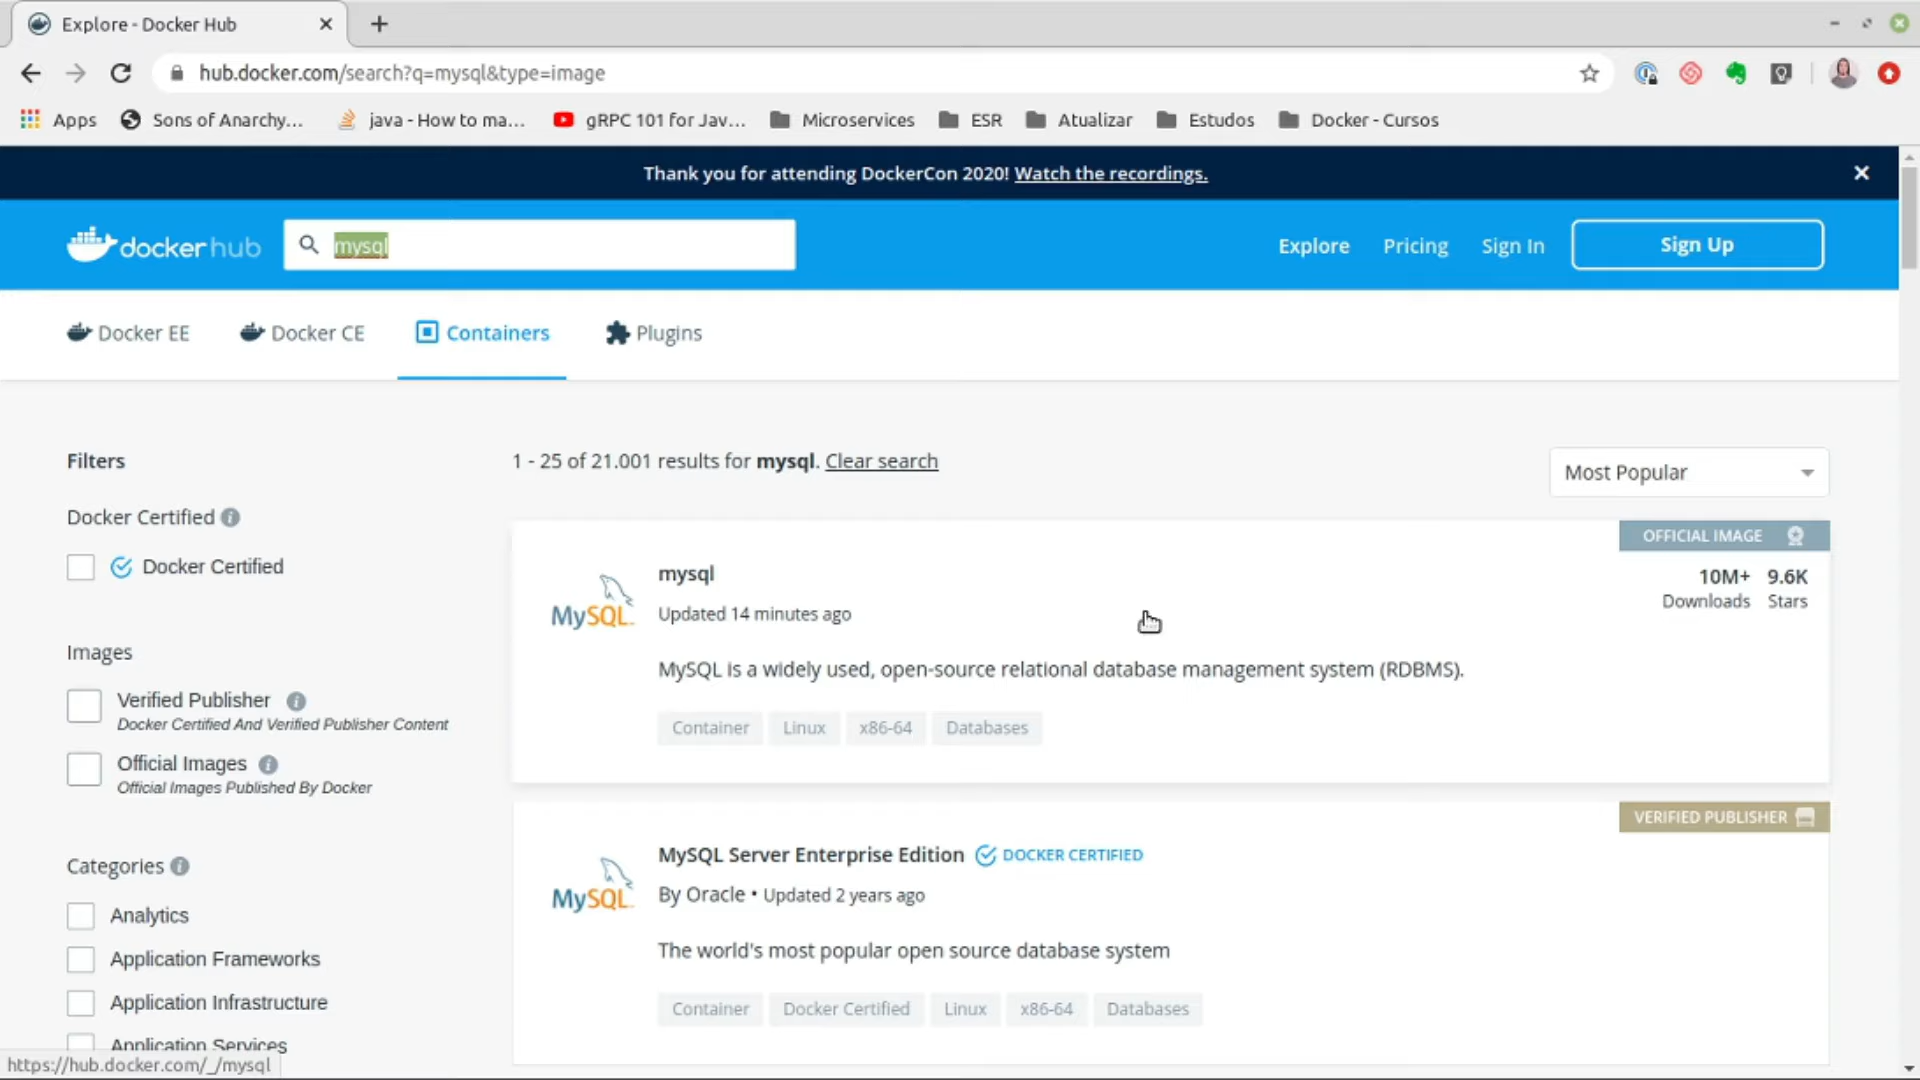 Explore - Docker Hub
hub.docker.com/search?q=mysql&type=image
Apps
Sons of Anarchy...
java - How to ma...
gRPC 101 for Jav...
Microservices
ESR
Atualizar
Estudos
Docker - Cursos
Thank you for attending DockerCon 2020! Watch the recordings.
docker hub
mysql
Explore
Pricing
Sign In
Sign Up
Docker EE
Docker CE
Containers
Plugins
Filters
Docker Certified
Docker Certified
Images
Verified Publisher
Docker Certified And Verified Publisher Content
Official Images
Official Images Published By Docker
Categories
Analytics
Application Frameworks
Application Infrastructure
Application Services
1 - 25 of 21.001 results for mysql. Clear search
Most Popular
OFFICIAL IMAGE
MySQL
mysql
Updated 14 minutes ago
10M+ 9.6K
Downloads Stars
MySQL is a widely used, open-source relational database management system (RDBMS).
Container Linux x86-64 Databases
VERIFIED PUBLISHER
MySQL
MySQL Server Enterprise Edition DOCKER CERTIFIED
By Oracle • Updated 2 years ago
The world's most popular open source database system
Container Docker Certified Linux x86-64 Databases
https://hub.docker.com/_/mysql